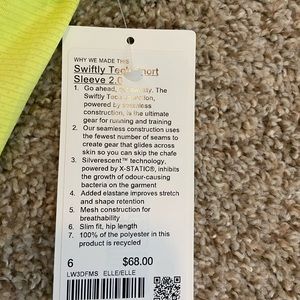 WHY WE MADE THIS
Swiftly Tech Short
Sleeve 2.0
1. Go ahead, The
Swiftly Tech
powered by seamless
construction, is the ultimate
gear for running and training
2. Our seamless construction uses
the fewest number of seams to
create gear that glides across
skin so you can skip the chafe
3. Silverescent™ technology,
powered by X-STATIC®, inhibits
the growth of odour-causing
bacteria on the garment
4. Added elastane improves stretch
and shape retention
5. Mesh construction for
breathability
6. Slim fit, hip length
7. 100% of the polyester in this
product is recycled
6 $68.00
LW3DFMS ELLE/ELLE